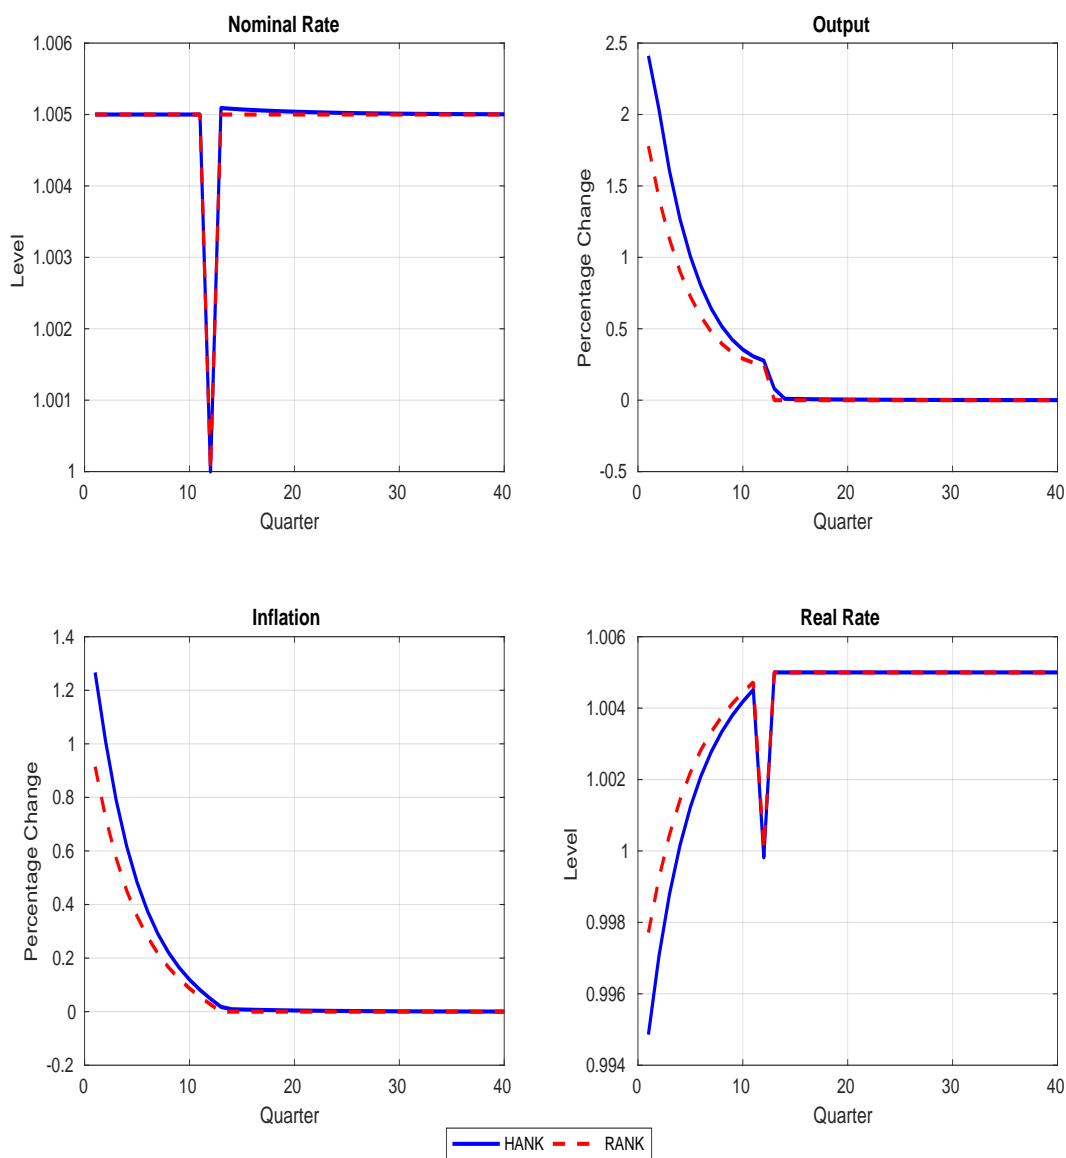 Nominal Rate
1.006
1.005
1.004
1.003
1.002
1.001
1
Level
0 10 20 30 40
Quarter
Output
2.5
2
1.5
1
0.5
0
-0.5
Percentage Change
0 10 20 30 40
Quarter
Inflation
1.4
1.2
1
0.8
0.6
0.4
0.2
0
-0.2
Percentage Change
0 10 20 30 40
Quarter
Real Rate
1.006
1.004
1.002
1
0.998
0.996
0.994
Level
0 10 20 30 40
Quarter
HANK RANK